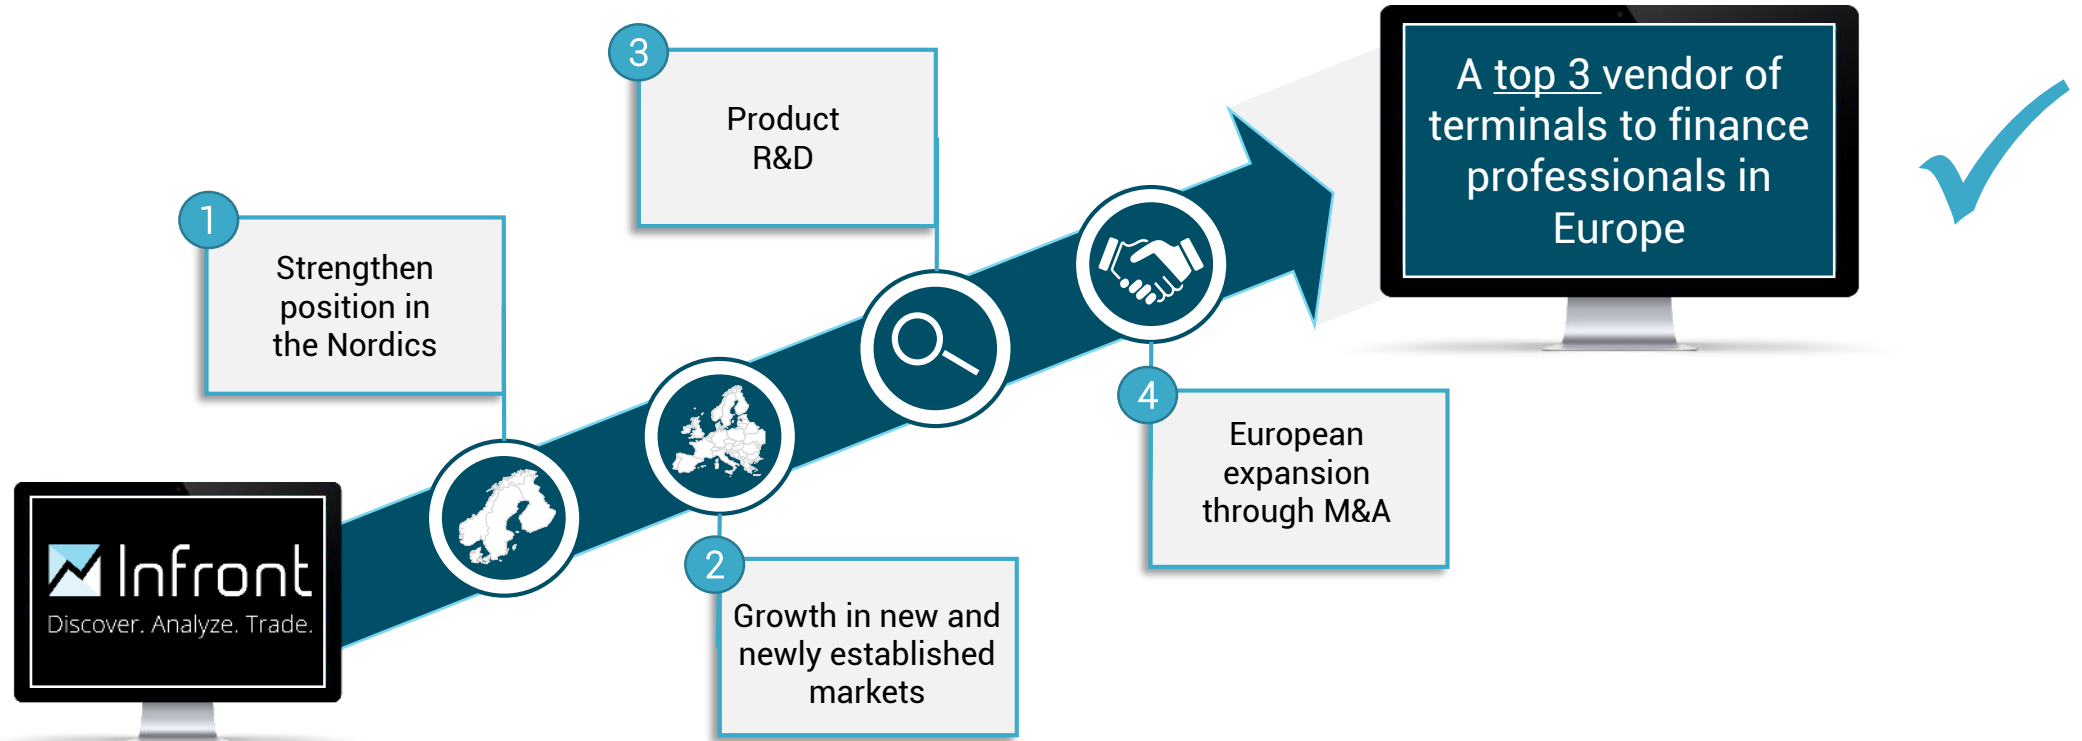 1
Strengthen
position in
the Nordics
2
Growth in new and
newly established
markets
3
Product
R&D
4
European
expansion
through M&A
A top 3 vendor of
terminals to finance
professionals in
Europe
Infront
Discover. Analyze. Trade.